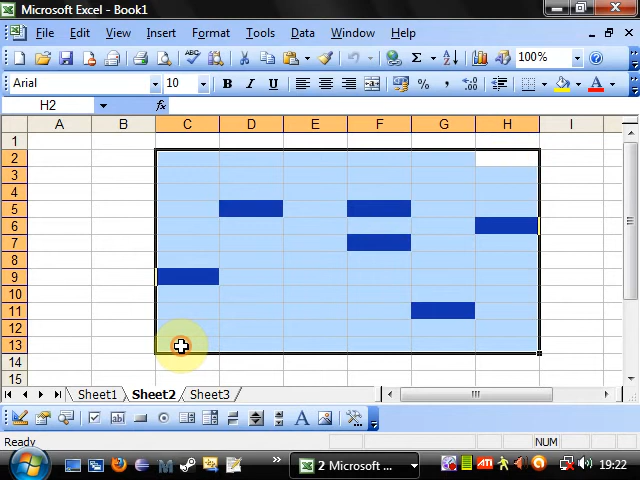 Microsoft Excel - Book1
File Edit View Insert Format Tools Data Window Help
100%
Arial 10 B I U
H2 fx
A B C D E F G H I
1
2
3
4
5
6
7
8
9
10
11
12
13
14
15
Sheet1 Sheet2 Sheet3
Ready NUM
2 Microsoft ... ATI 19:22